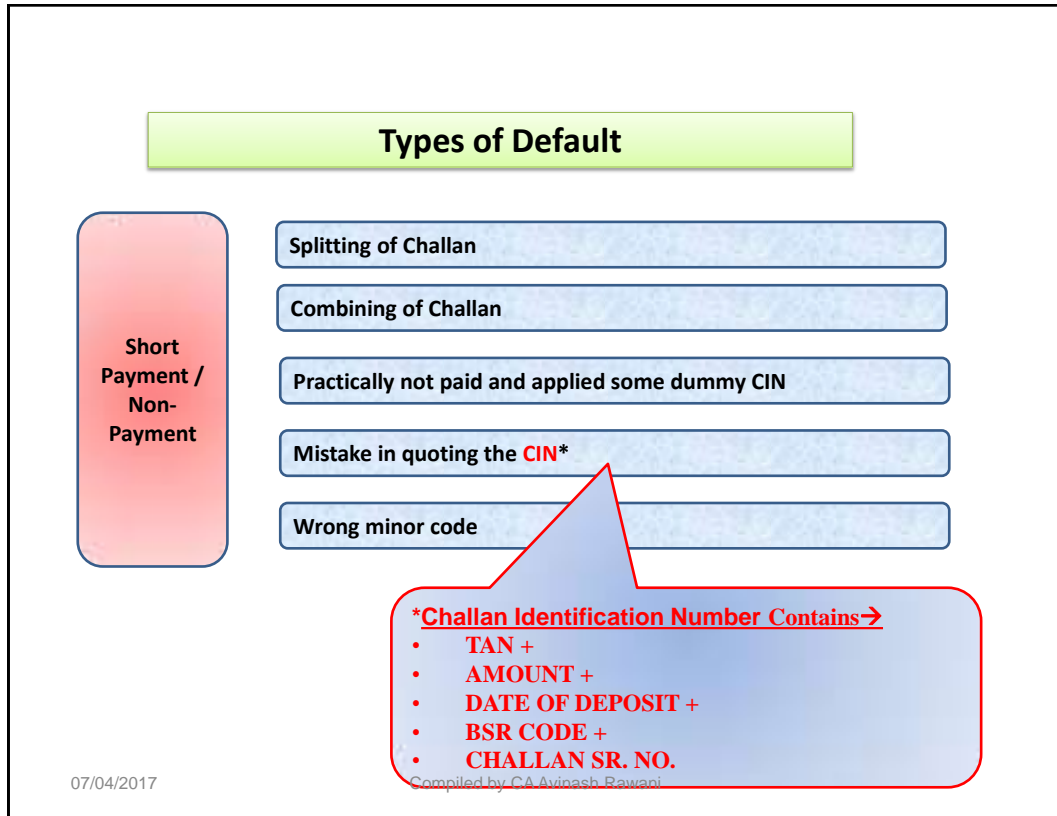 Types of Default
Short
Payment /
Non-
Payment
Splitting of Challan
Combining of Challan
Practically not paid and applied some dummy CIN
Mistake in quoting the CIN*
Wrong minor code
*Challan Identification Number Contains→
• TAN +
• AMOUNT +
• DATE OF DEPOSIT +
• BSR CODE +
• CHALLAN SR. NO.
07/04/2017
Compiled by CA Avinash Rawani